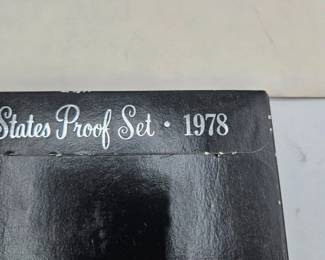 States Proof Set · 1978